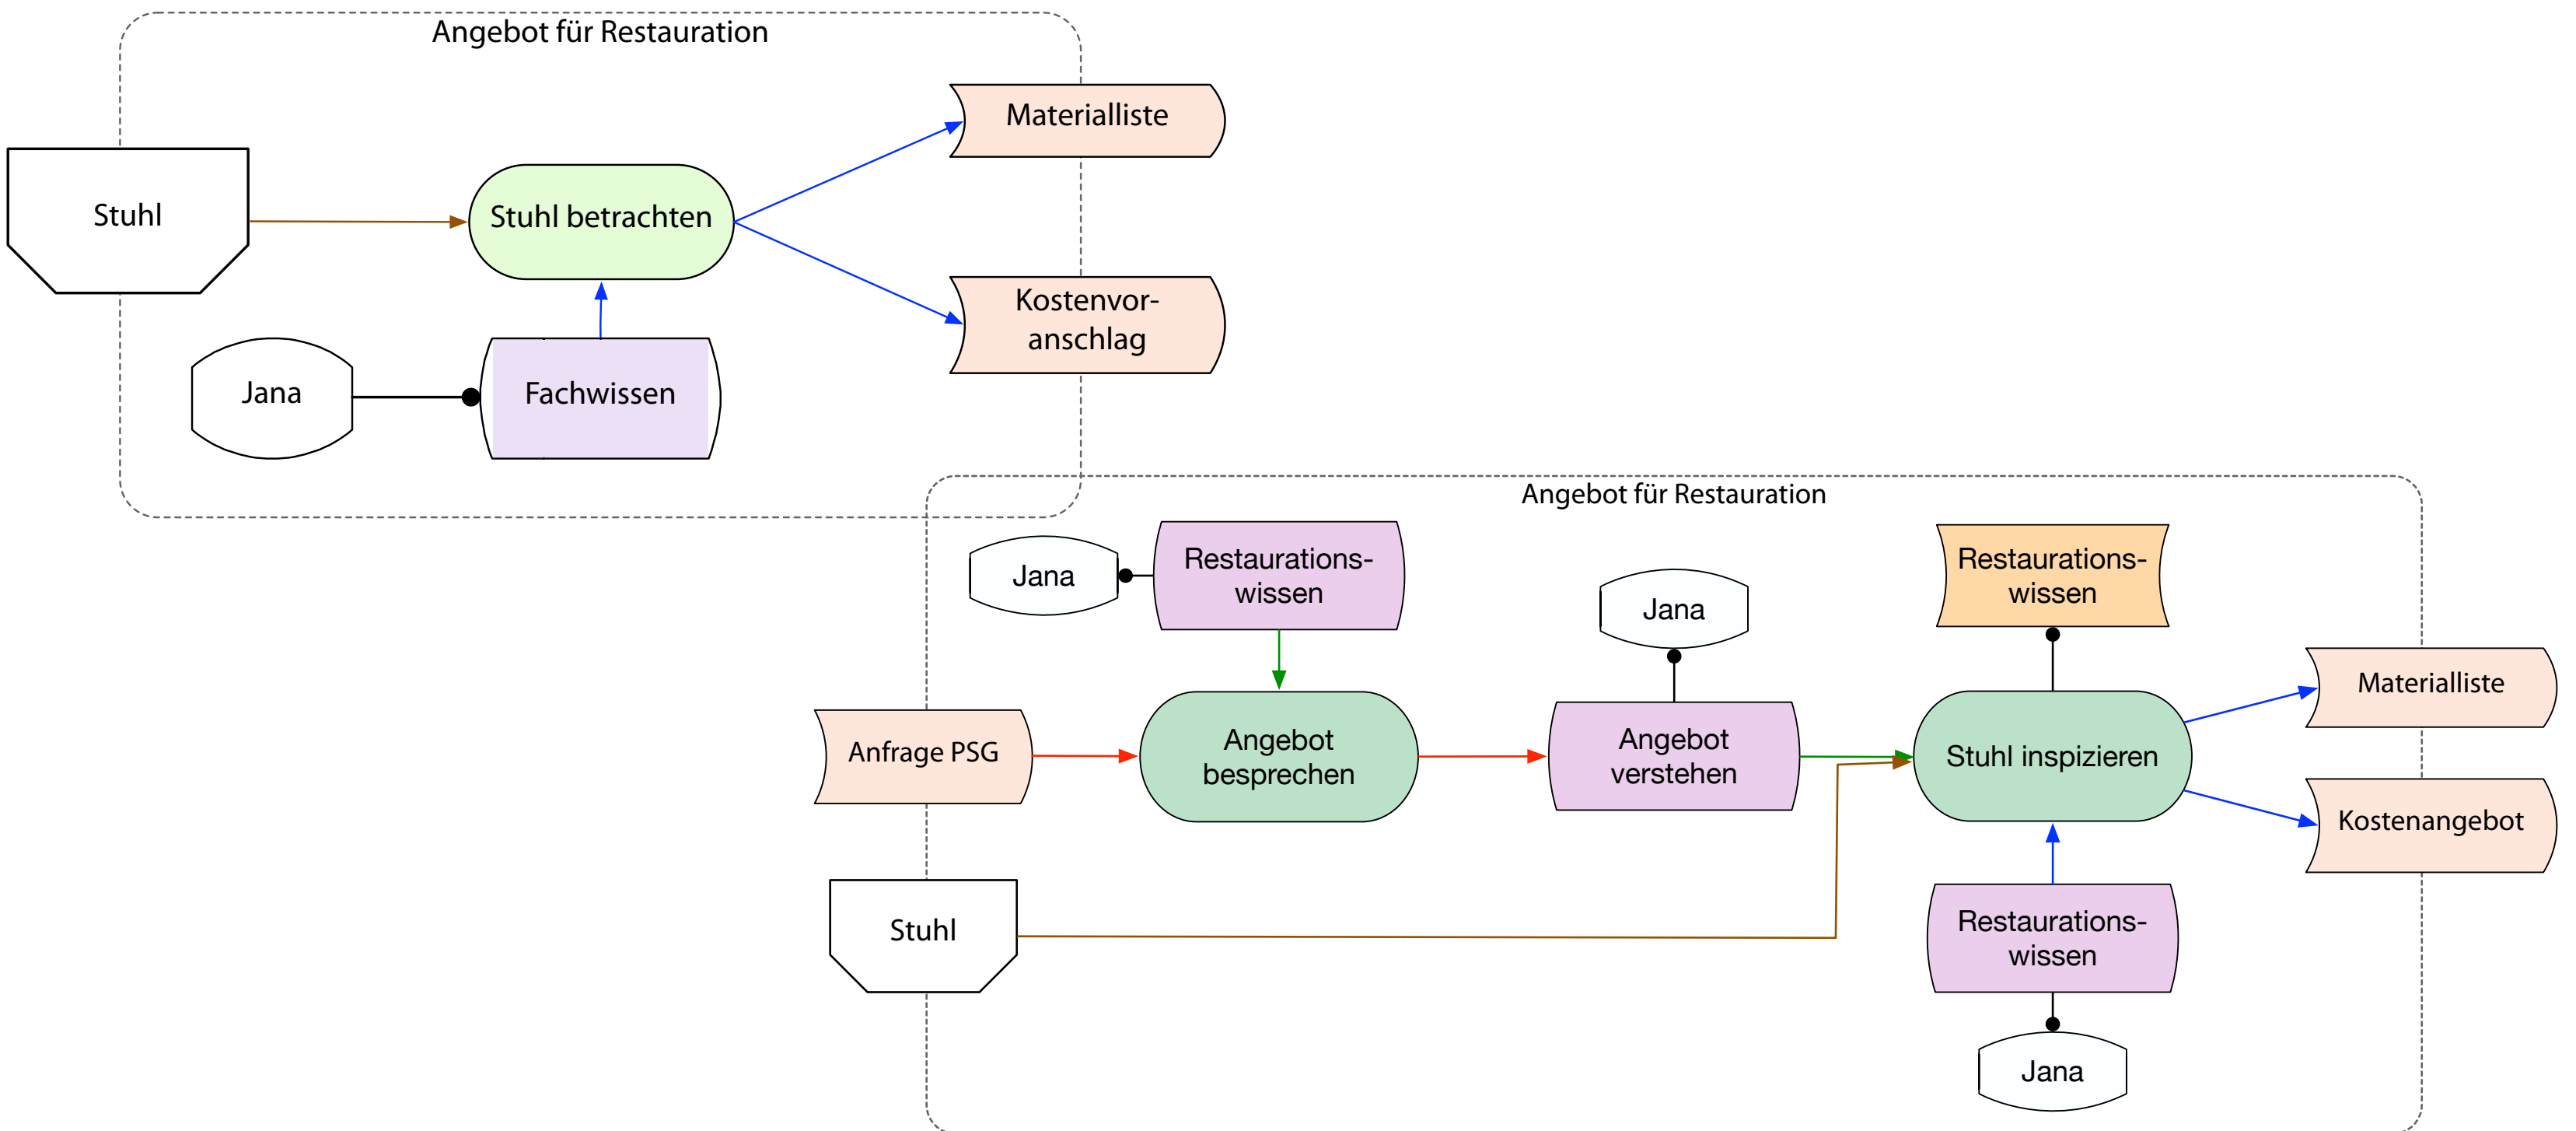 Angebot für Restauration
Materialliste
Stuhl
Stuhl betrachten
Kostenvor-
anschlag
Jana
Fachwissen
Angebot für Restauration
Jana
Restaurations-
wissen
Jana
Restaurations-
wissen
Materialliste
Anfrage PSG
Angebot
besprechen
Angebot
verstehen
Stuhl inspizieren
Kostenangebot
Stuhl
Restaurations-
wissen
Jana